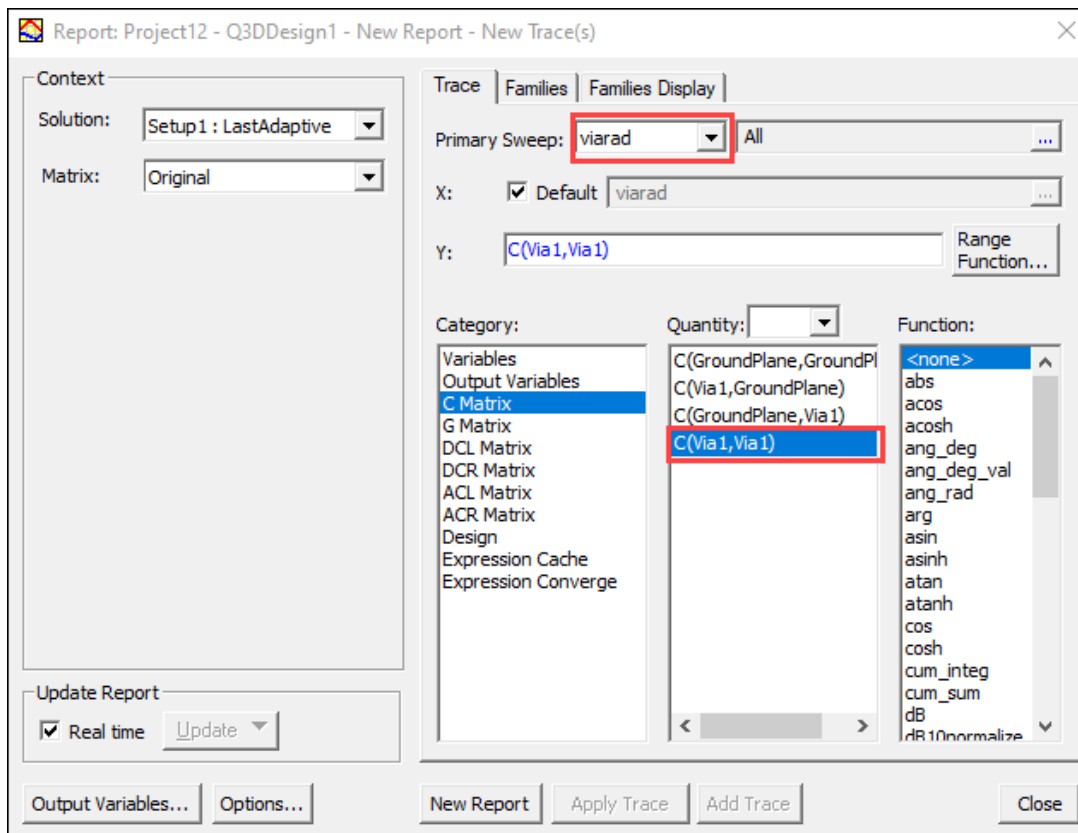 Report: Project12 - Q3DDesign1 - New Report - New Trace(s)
Context
Solution:
Setup1 : LastAdaptive
Matrix:
Original
Update Report
Real time
Update
Output Variables...
Options...
Trace
Families
Families Display
Primary Sweep:
viarad
All
...
X:
Default
viarad
...
Y:
C(Via1,Via1)
Range
Function...
Category:
Variables
Output Variables
C Matrix
G Matrix
DCL Matrix
DCR Matrix
ACL Matrix
ACR Matrix
Design
Expression Cache
Expression Converge
Quantity:
C(GroundPlane,GroundPl
C(Via1,GroundPlane)
C(GroundPlane,Via1)
C(Via1,Via1)
Function:
<none>
abs
acos
acosh
ang_deg
ang_deg_val
ang_rad
arg
asin
asinh
atan
atanh
cos
cosh
cum_integ
cum_sum
dB
dB10normalize
New Report
Apply Trace
Add Trace
Close